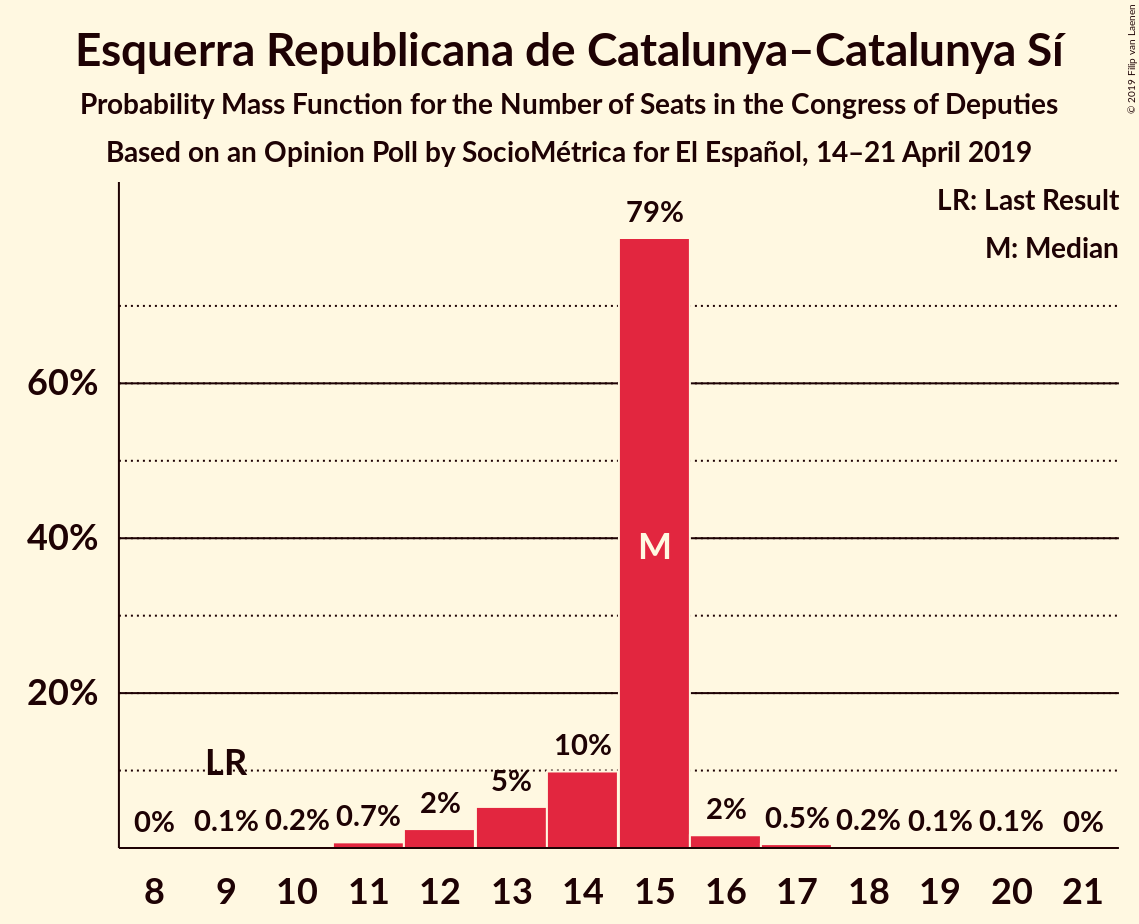 Esquerra Republicana de Catalunya–Catalunya Sí
Probability Mass Function for the Number of Seats in the Congress of Deputies
Based on an Opinion Poll by SocioMétrica for El Español, 14–21 April 2019
© 2019 Filip van Laenen
LR: Last Result
M: Median
79%
60%
40%
M
20%
LR
0% 0.1% 0.2% 0.7% 2% 5% 10% 2% 0.5% 0.2% 0.1% 0.1% 0%
8 9 10 11 12 13 14 15 16 17 18 19 20 21